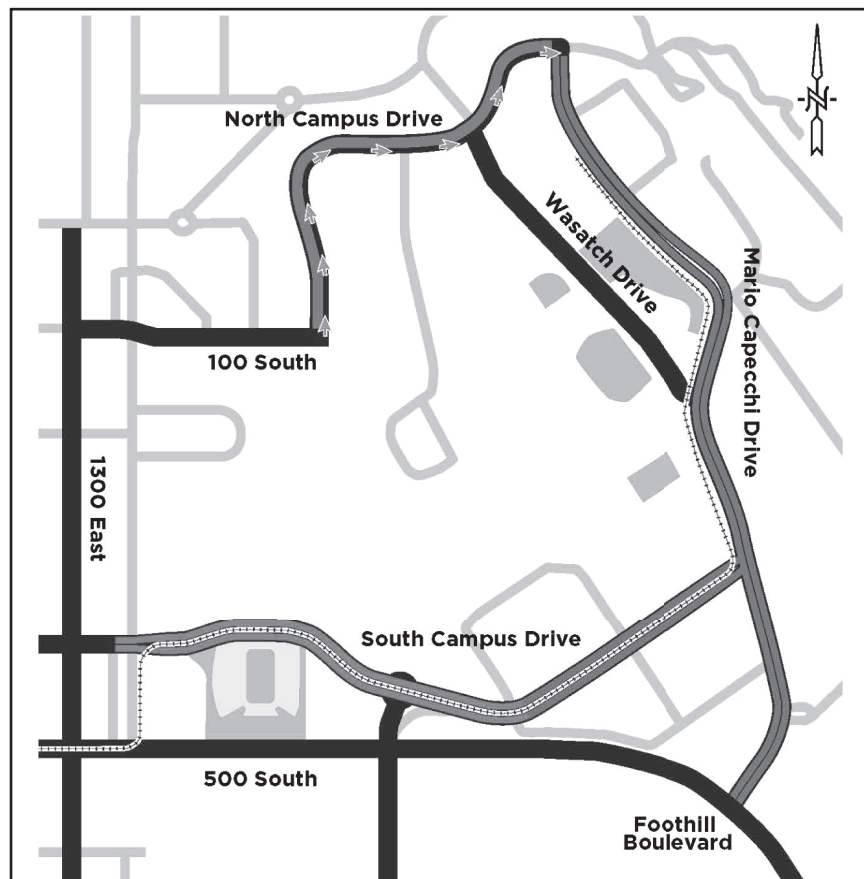 North Campus Drive
Wasatch Drive
Mario Capecchi Drive
100 South
1300 East
South Campus Drive
500 South
Foothill
Boulevard
N